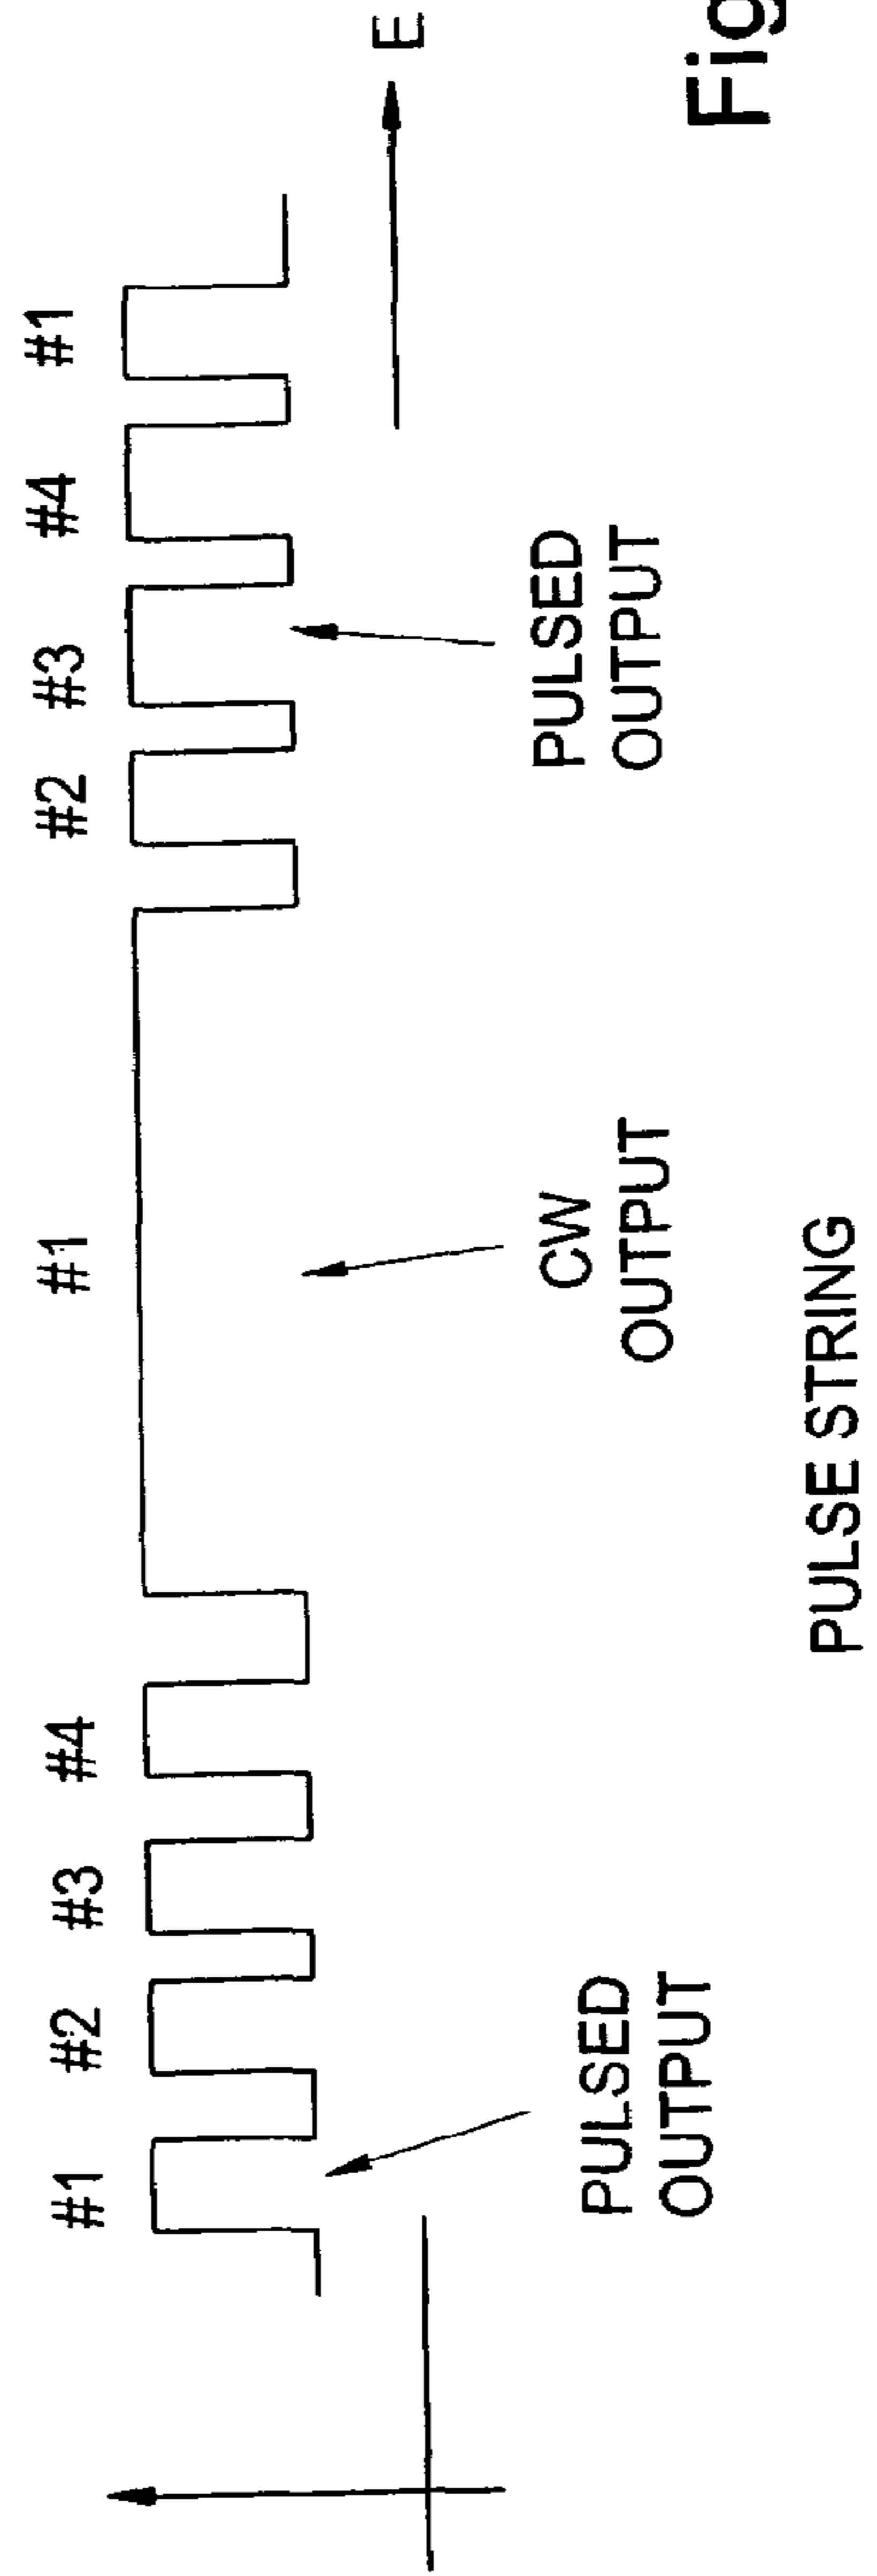 #1 #2 #3 #4 #1 #2 #3 #4 #1
PULSED
OUTPUT
CW
OUTPUT
PULSED
OUTPUT
E
PULSE STRING
Fig